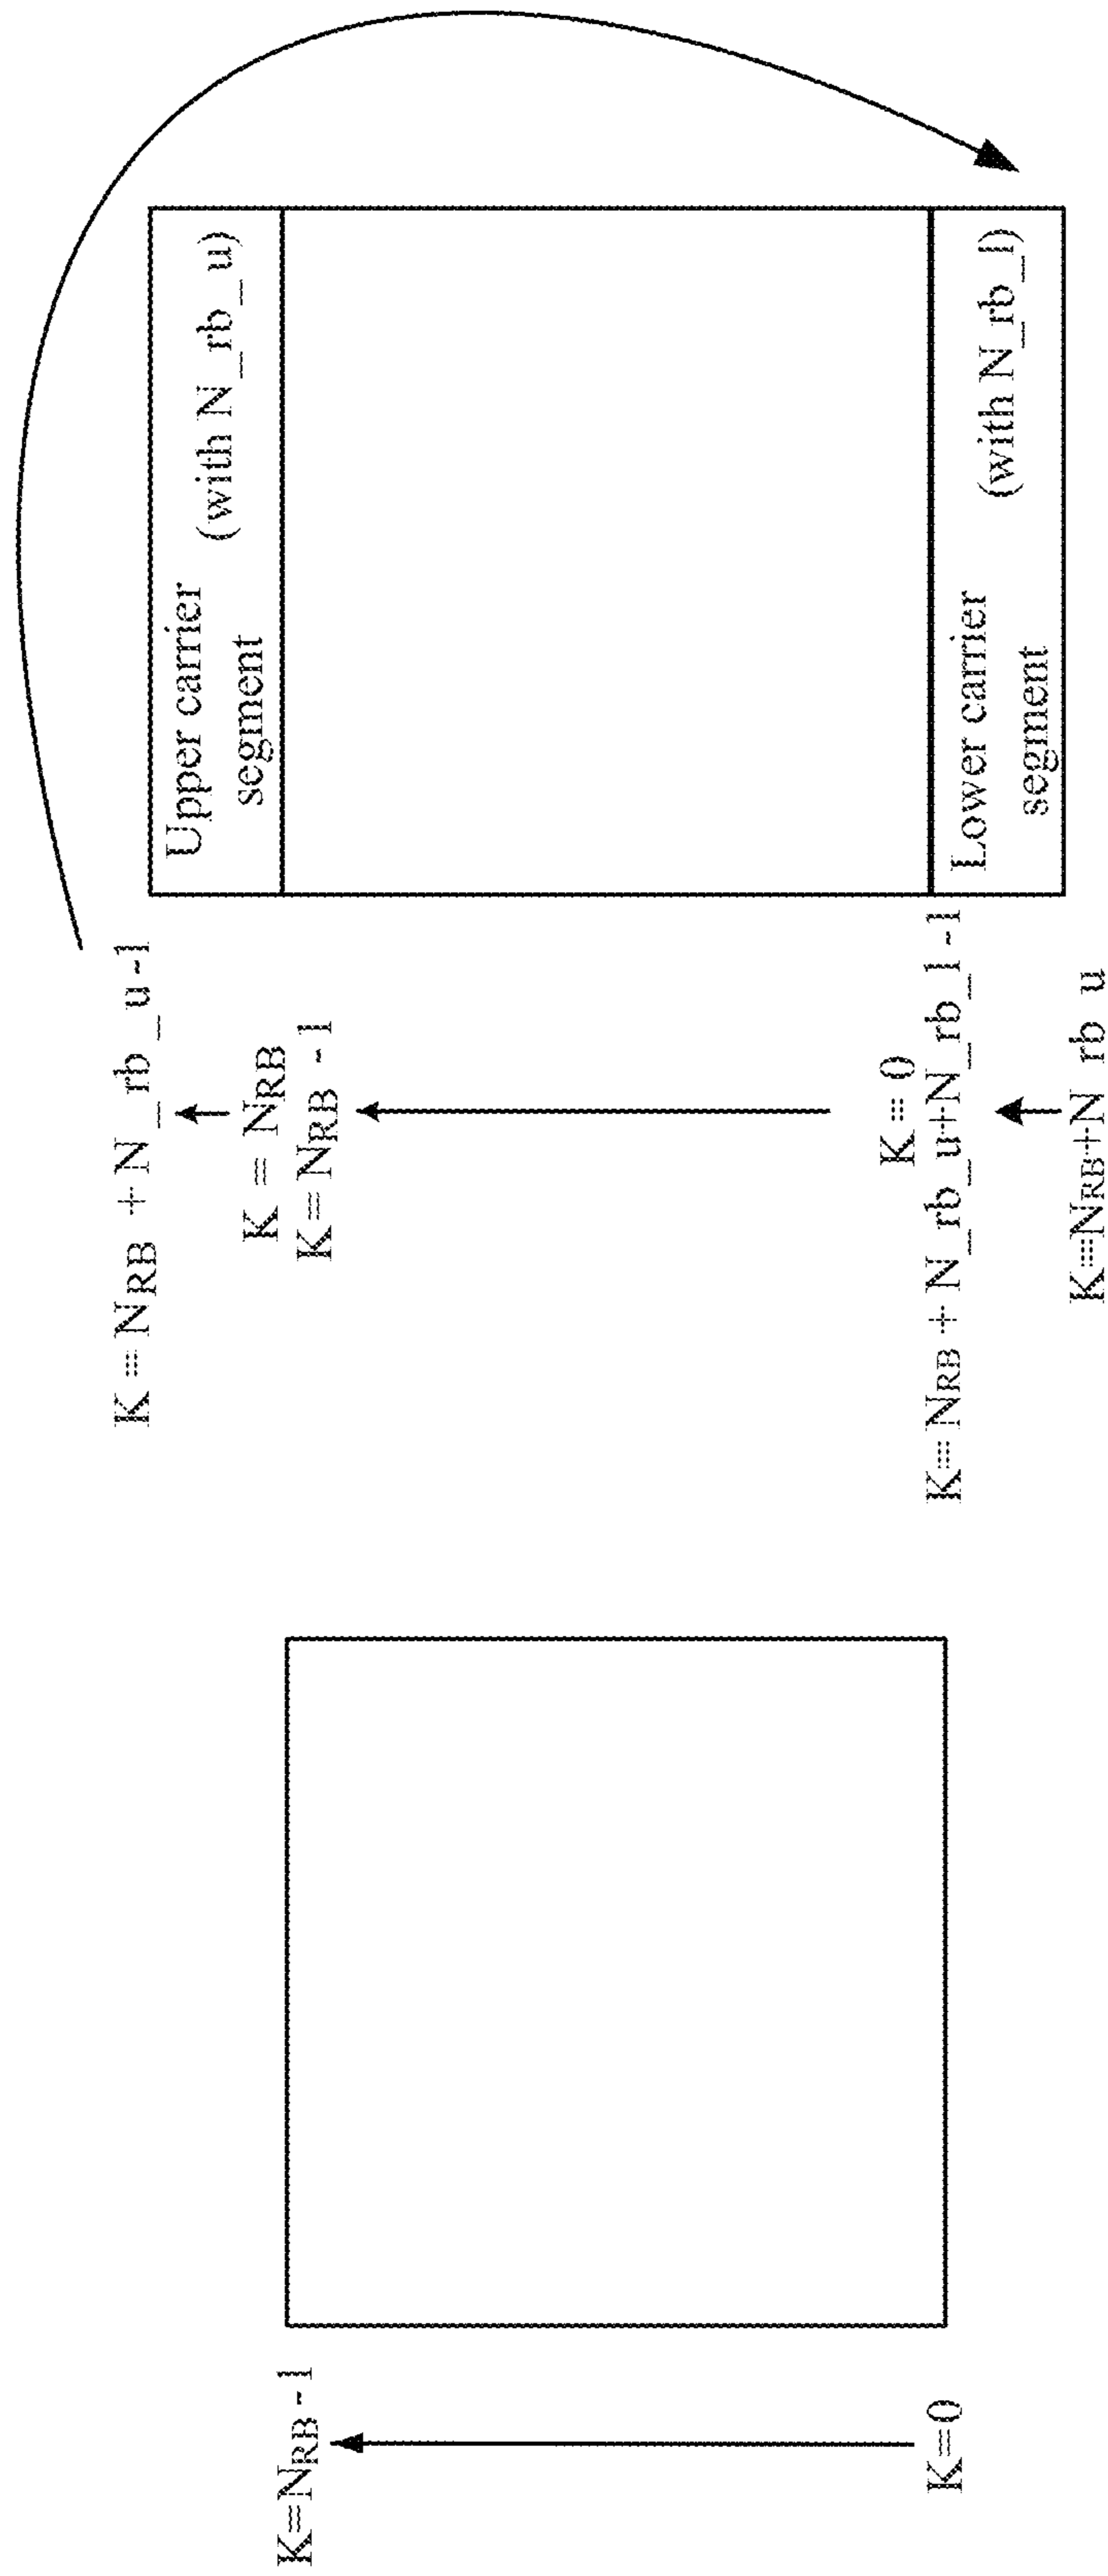 K=NRB-1
K=0
K = NRB + N_rb_u-1
K = NRB
K=NRB -1
K = 0
K= NRB + N_rb_u+N_rb_l-1
K=NRB+N rb u
Upper carrier
segment
(with N_rb_u)
Lower carrier
segment
(with N_rb_l)